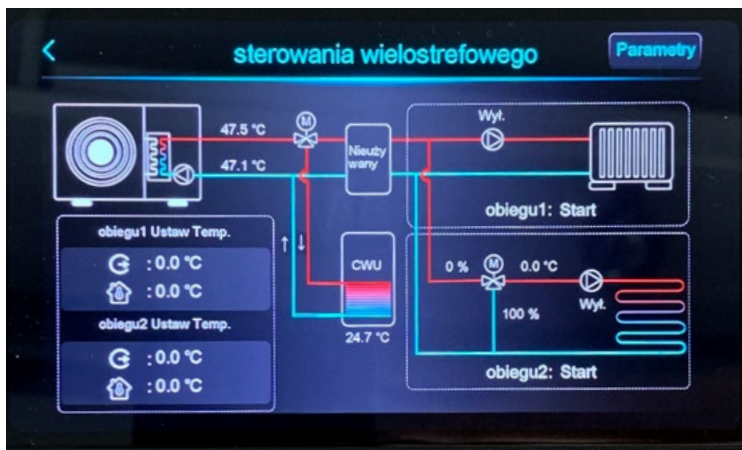 sterowania wielostrefowego
Parametry
47.5 °C
M
47.1 °C
Nieuży
wany
Wył.
obiegu1: Start
obiegu1 Ustaw Temp.
: 0.0 °C
: 0.0 °C
obiegu2 Ustaw Temp.
: 0.0 °C
: 0.0 °C
CWU
24.7 °C
0 %
M
0.0 °C
100 %
Wył.
obiegu2: Start